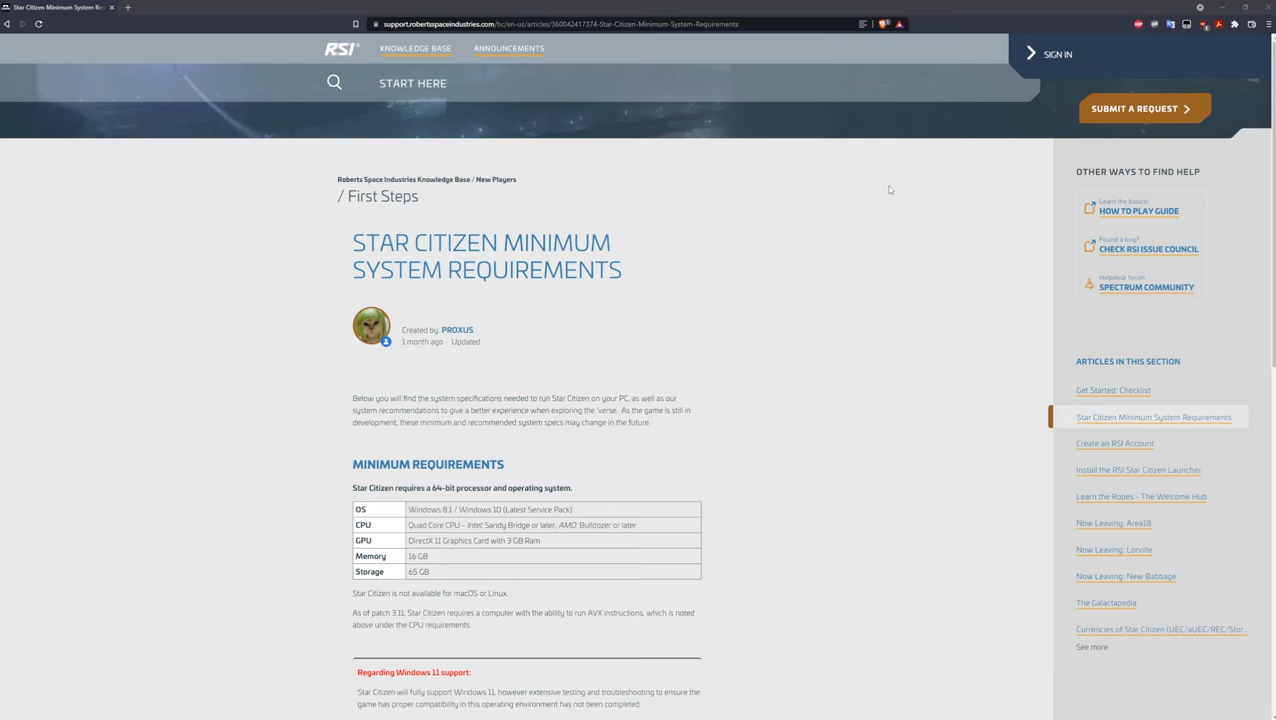 Star Citizen Minimum System Re
support.robertsspaceindustries.com/hc/en-us/articles/360042417374-Star-Citizen-Minimum-System-Requirements
RSI
KNOWLEDGE BASE
ANNOUNCEMENTS
SIGN IN
START HERE
SUBMIT A REQUEST
Roberts Space Industries Knowledge Base / New Players
/ First Steps
STAR CITIZEN MINIMUM
SYSTEM REQUIREMENTS
Created by: PROXUS
1 month ago · Updated
Below you will find the system specifications needed to run Star Citizen on your PC, as well as our
system recommendations to give a better experience when exploring the 'verse. As the game is still in
development, these minimum and recommended system specs may change in the future.
MINIMUM REQUIREMENTS
Star Citizen requires a 64-bit processor and operating system.
OS Windows 8.1 / Windows 10 (Latest Service Pack)
CPU Quad Core CPU - Intel: Sandy Bridge or later, AMD: Bulldozer or later
GPU DirectX 11 Graphics Card with 3 GB Ram
Memory 16 GB
Storage 65 GB
Star Citizen is not available for macOS or Linux.
As of patch 3.11, Star Citizen requires a computer with the ability to run AVX instructions, which is noted
above under the CPU requirements.
Regarding Windows 11 support:
Star Citizen will fully support Windows 11, however extensive testing and troubleshooting to ensure the
game has proper compatibility in this operating environment has not been completed.
OTHER WAYS TO FIND HELP
Learn the basics!
HOW TO PLAY GUIDE
Found a bug?
CHECK RSI ISSUE COUNCIL
Helpdesk forum
SPECTRUM COMMUNITY
ARTICLES IN THIS SECTION
Get Started: Checklist
Star Citizen Minimum System Requirements
Create an RSI Account
Install the RSI Star Citizen Launcher
Learn the Ropes - The Welcome Hub
Now Leaving: Area18
Now Leaving: Lorville
Now Leaving: New Babbage
The Galactapedia
Currencies of Star Citizen (UEC/aUEC/REC/Stor...
See more